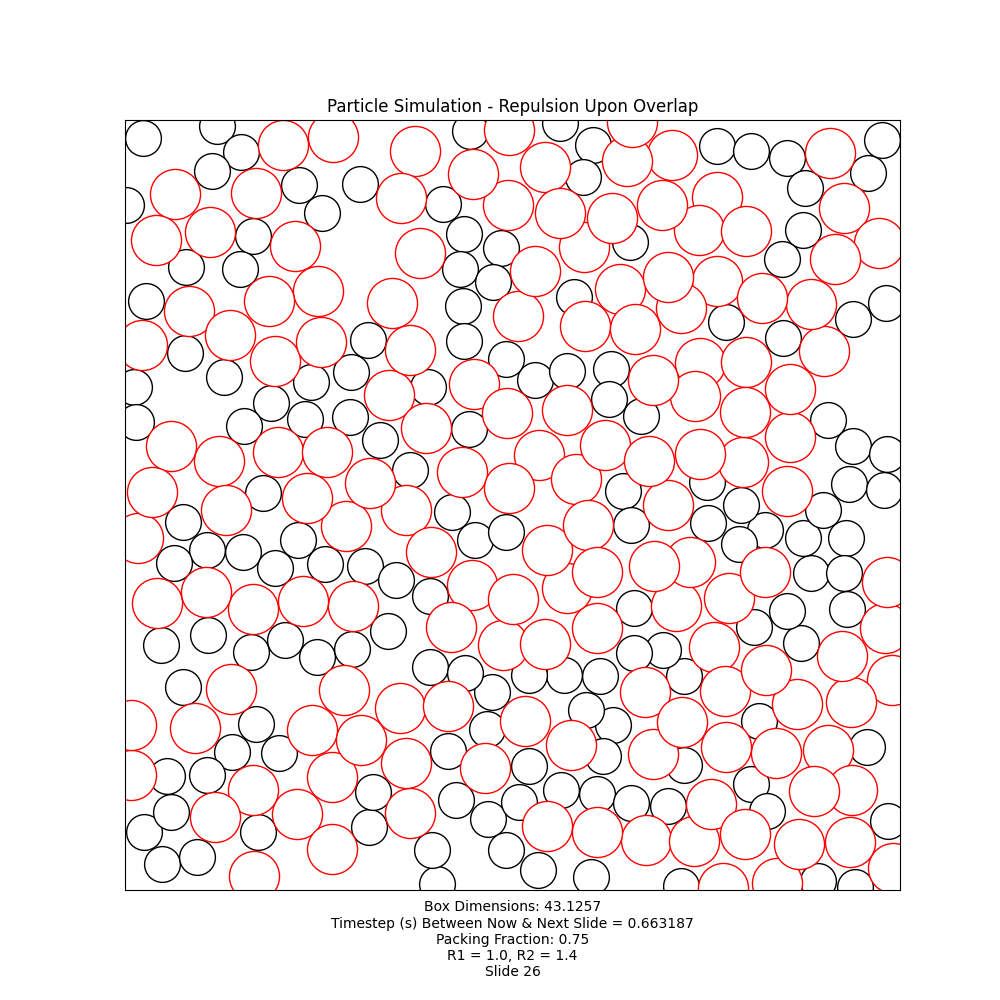 Particle Simulation - Repulsion Upon Overlap
Box Dimensions: 43.1257
Timestep (s) Between Now & Next Slide = 0.663187
Packing Fraction: 0.75
R1 = 1.0, R2 = 1.4
Slide 26